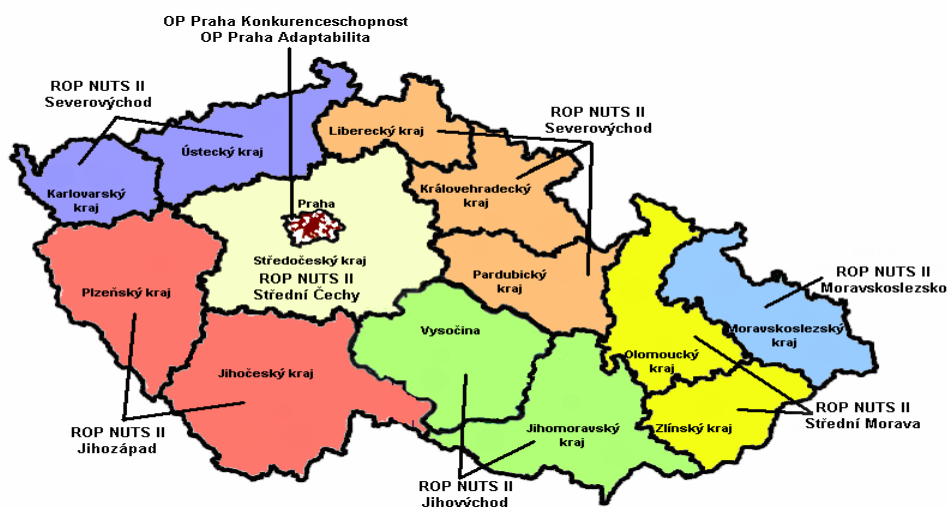 OP Praha Konkurenceschopnost
OP Praha Adaptabilita
ROP NUTS II
Severovýchod
ROP NUTS II
Severovýchod
Liberecký kraj
Ústecký kraj
Karlovarský
kraj
Královehradecký
kraj
Praha
Středočeský kraj
ROP NUTS II
Střední Čechy
Pardubický
kraj
Plzeňský kraj
ROP NUTS II
Moravskoslezsko
Vysočina
Moravskoslezský
kraj
Olomoucký
kraj
Jihočeský kraj
ROP NUTS II
Střední Morava
Zlínský kraj
Jihomoravský
kraj
ROP NUTS II
Jihozápad
ROP NUTS II
Jihovýchod